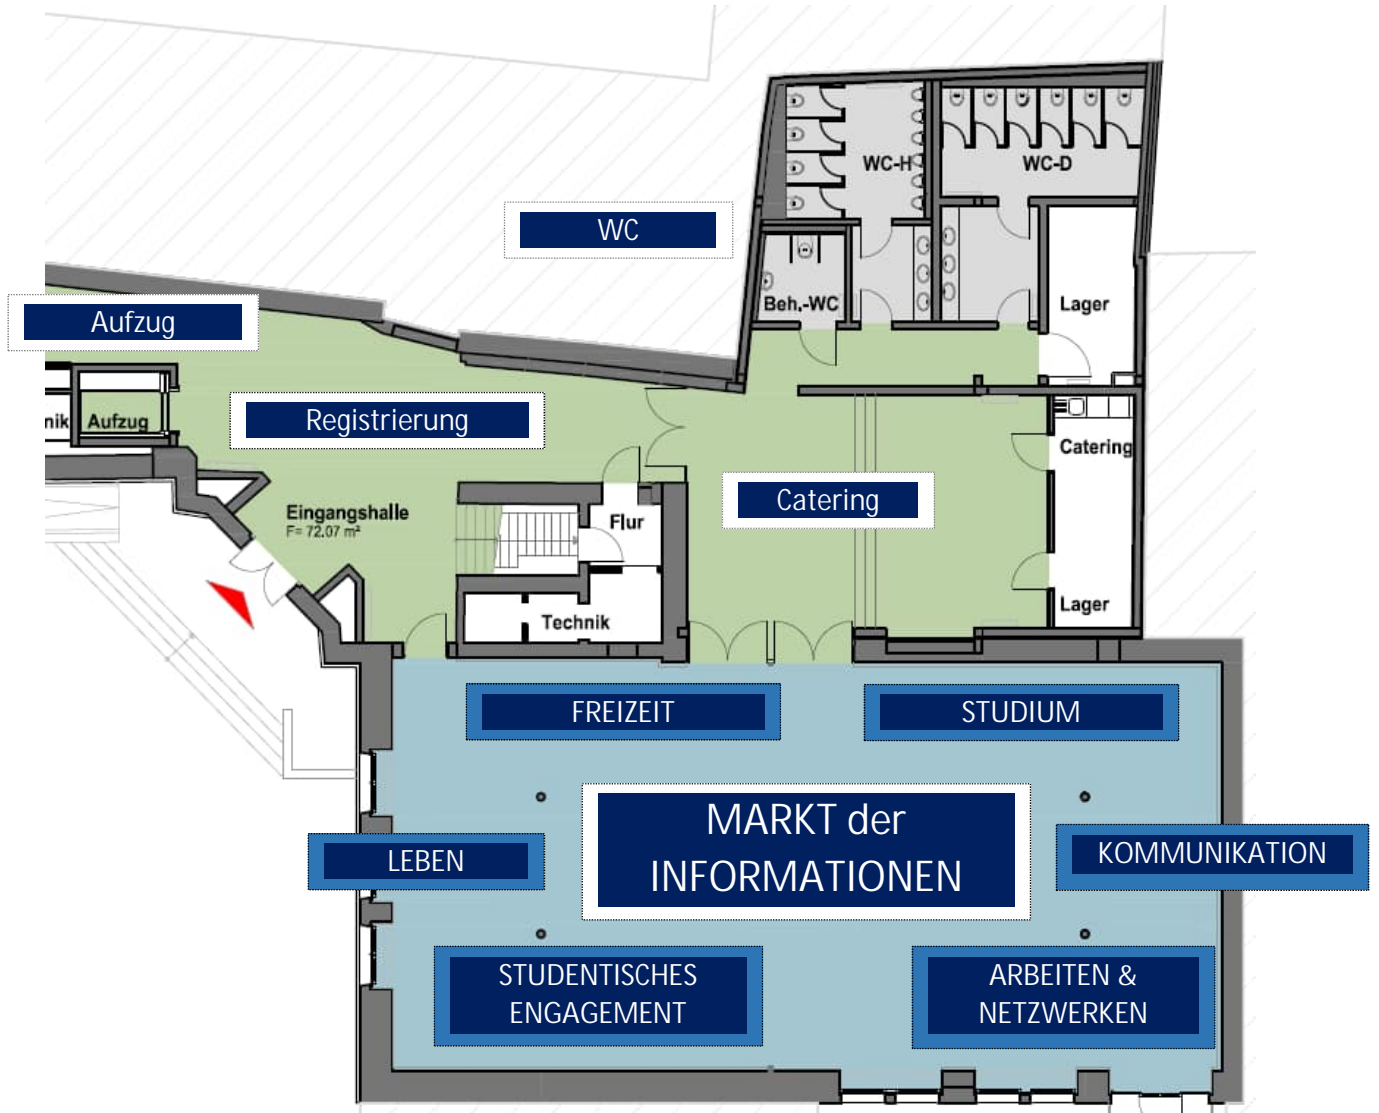 WC-H
WC-D
WC
Beh.-WC
Lager
Aufzug
Registrierung
nik
Aufzug
Catering
Catering
Eingangshalle
F= 72.07 m²
Flur
Lager
Technik
FREIZEIT
STUDIUM
MARKT der
INFORMATIONEN
LEBEN
KOMMUNIKATION
STUDENTISCHES
ENGAGEMENT
ARBEITEN &
NETZWERKEN